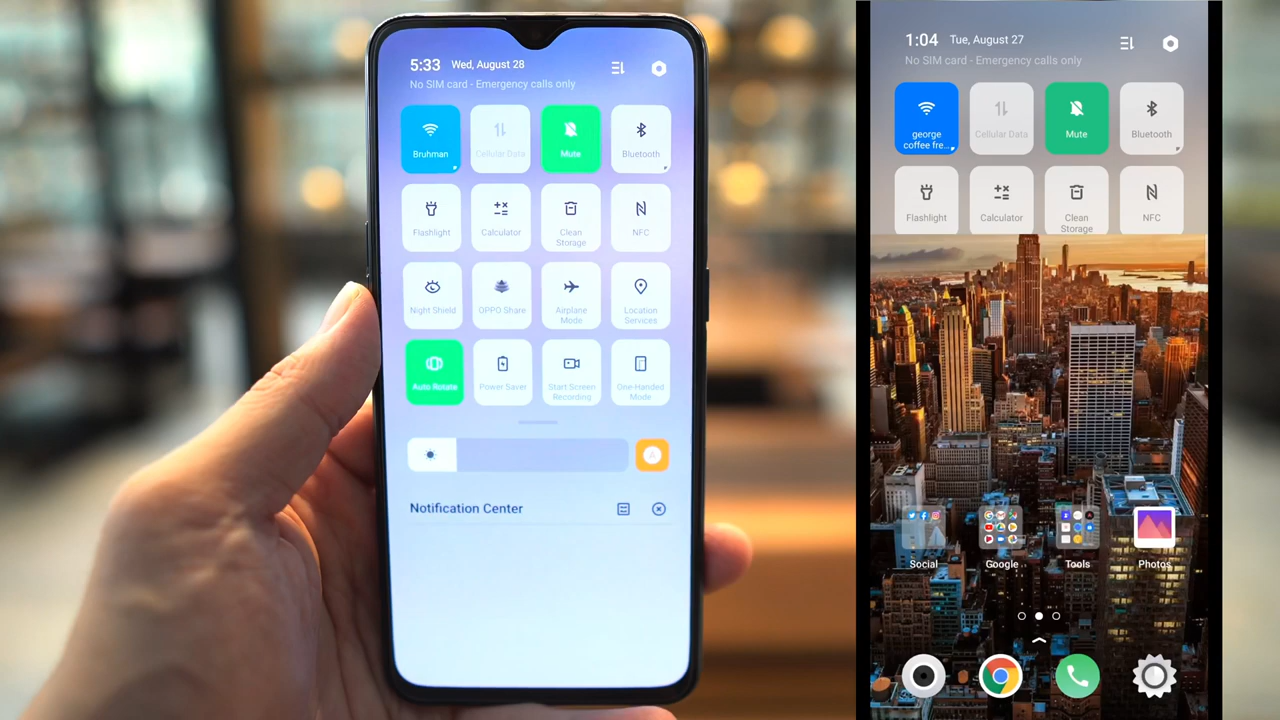 5:33 Wed, August 28
No SIM card - Emergency calls only
Bruhman
Cellular Data
Mute
Bluetooth
Flashlight
Calculator
Clean
Storage
NFC
Night Shield
OPPO Share
Airplane
Mode
Location
Services
Auto Rotate
Power Saver
Start Screen
Recording
One-Handed
Mode
A
Notification Center
1:04 Tue, August 27
No SIM card - Emergency calls only
george
coffee fre...
Cellular Data
Mute
Bluetooth
Flashlight
Calculator
Clean
Storage
NFC
Social
Google
Tools
Photos